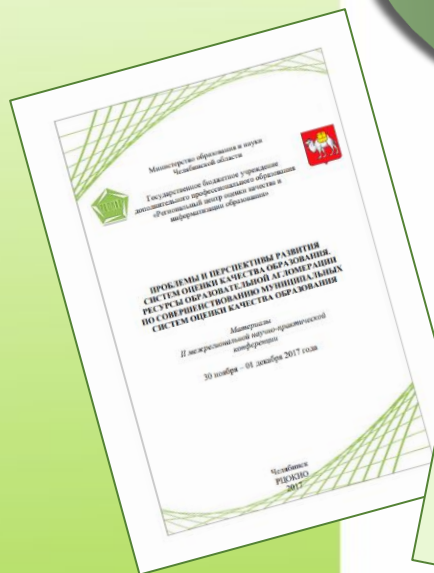 Министерство образования и науки
Челябинской области
Государственное бюджетное учреждение
дополнительного профессионального образования
«Региональный центр оценки качества и
информатизации образования»
ПРОБЛЕМЫ И ПЕРСПЕКТИВЫ РАЗВИТИЯ
СИСТЕМ ОЦЕНКИ КАЧЕСТВА ОБРАЗОВАНИЯ.
РЕСУРСЫ ОБРАЗОВАТЕЛЬНОЙ АГЛОМЕРАЦИИ
ПО СОВЕРШЕНСТВОВАНИЮ МУНИЦИПАЛЬНЫХ
СИСТЕМ ОЦЕНКИ КАЧЕСТВА ОБРАЗОВАНИЯ
Материалы
II межрегиональной научно-практической
конференции
30 ноября – 01 декабря 2017 года
Челябинск
РЦОКИО
2017